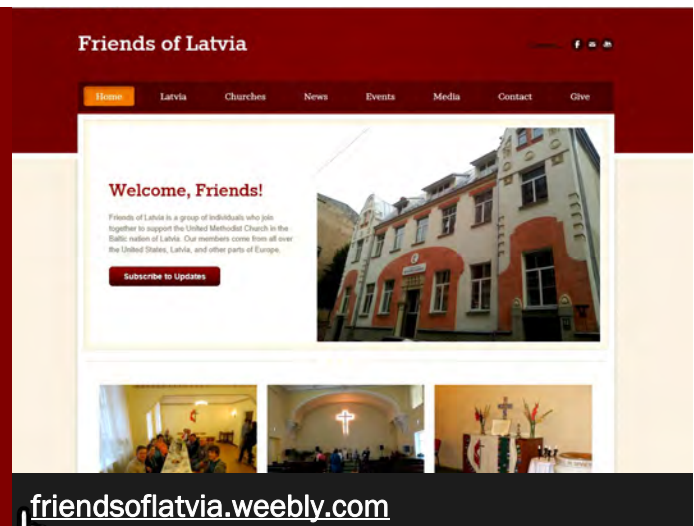 Friends of Latvia
Home Latvia Churches News Events Media Contact Give
Welcome, Friends!
Friends of Latvia is a group of individuals who join
together to support the United Methodist Church in the
Baltic nation of Latvia. Our members come from all over
the United States, Latvia, and other parts of Europe.
Subscribe to Updates
friendsoflatvia.weebly.com